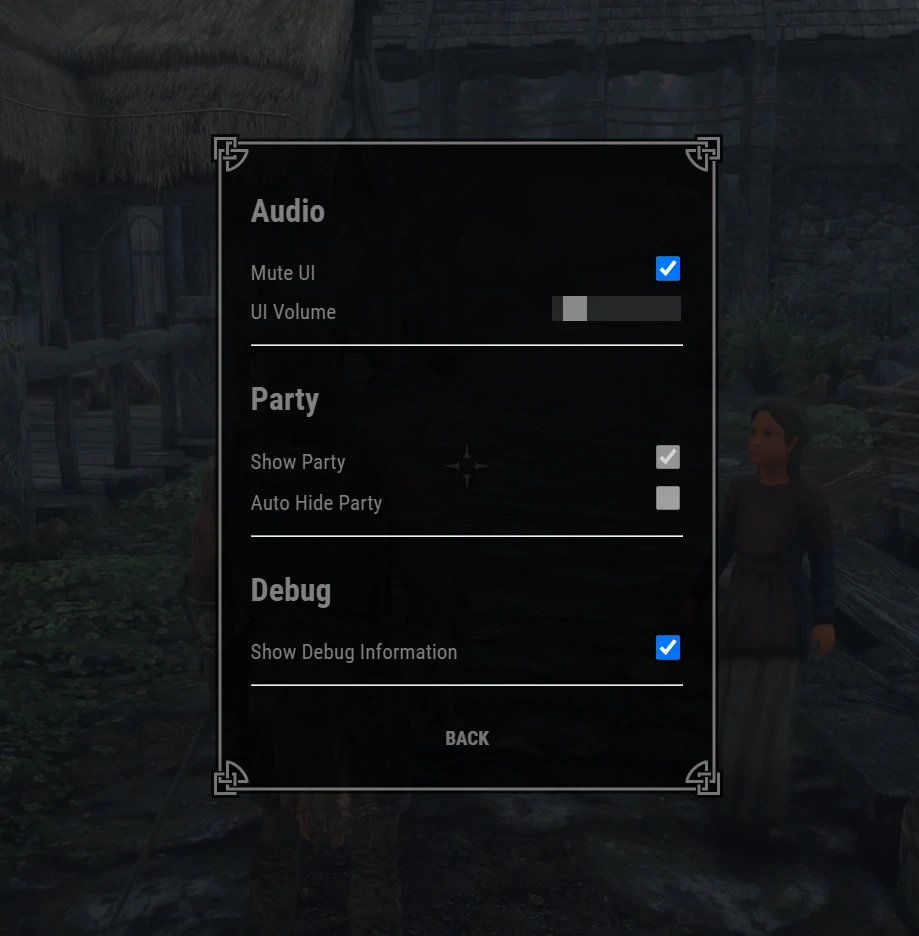 Audio
Mute UI
UI Volume
Party
Show Party
Auto Hide Party
Debug
Show Debug Information
BACK